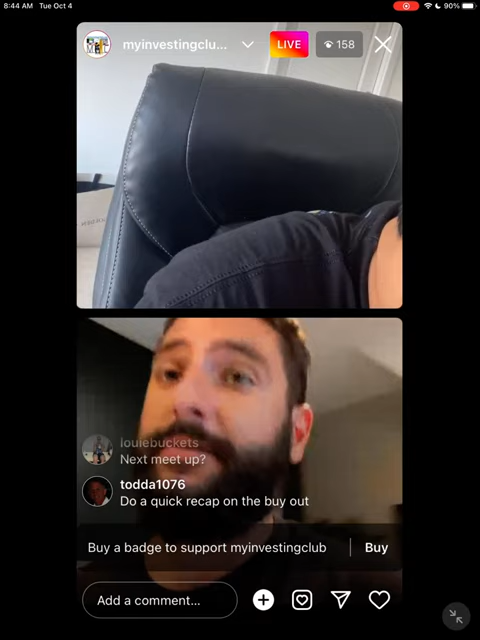 8:44 AM Tue Oct 4
90%
myinvestingclu...
LIVE
158
louiebuckets
Next meet up?
todda1076
Do a quick recap on the buy out
Buy a badge to support myinvestingclub
Buy
Add a comment...